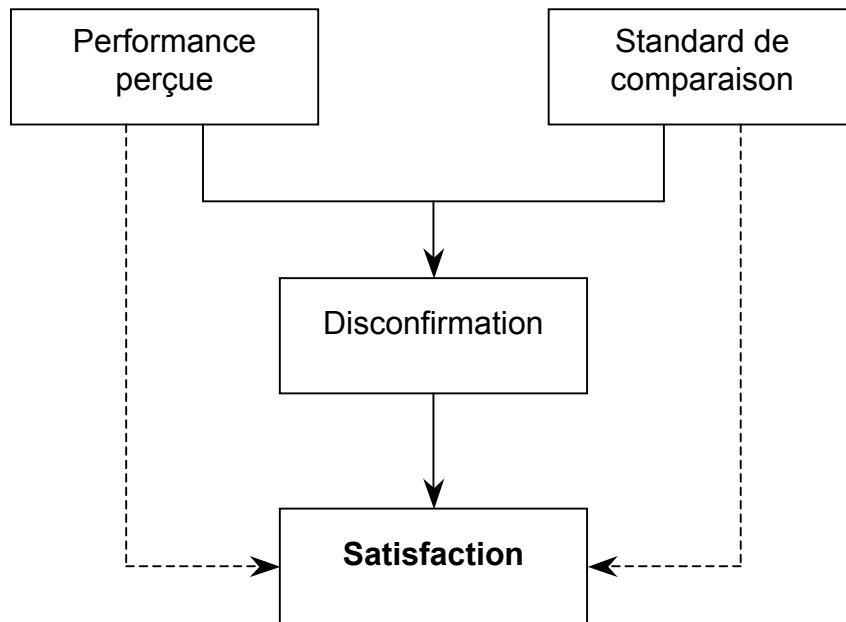 Performance
perçue
Standard de
comparaison
Disconfirmation
Satisfaction